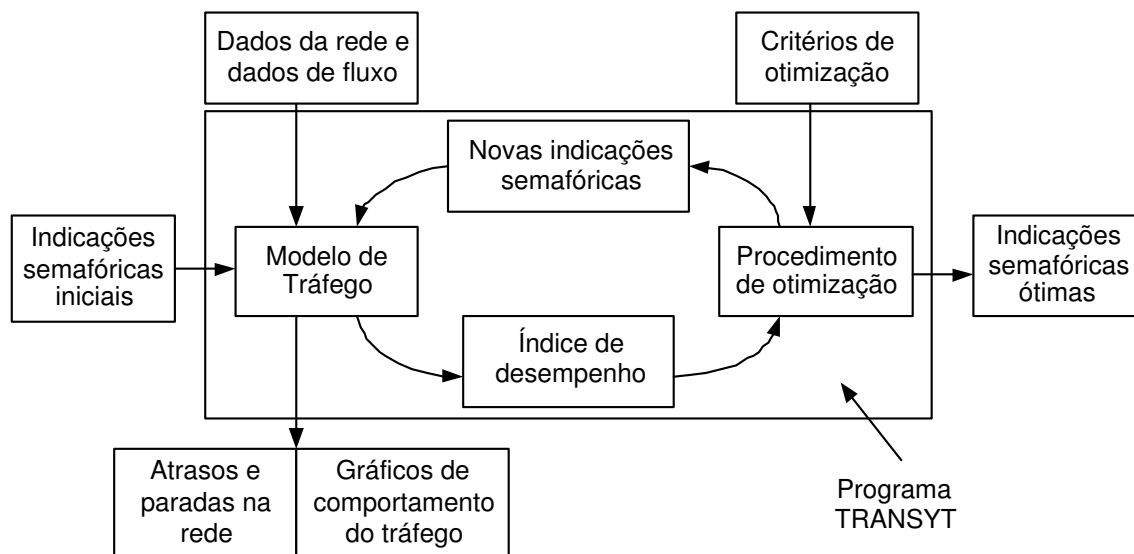 Dados da rede e
dados de fluxo
Critérios de
otimização
Novas indicações
semafóricas
Indicações
semafóricas
iniciais
Modelo de
Tráfego
Procedimento
de otimização
Indicações
semafóricas
ótimas
Índice de
desempenho
Atrasos e
paradas na
rede
Gráficos de
comportamento
do tráfego
Programa
TRANSYT